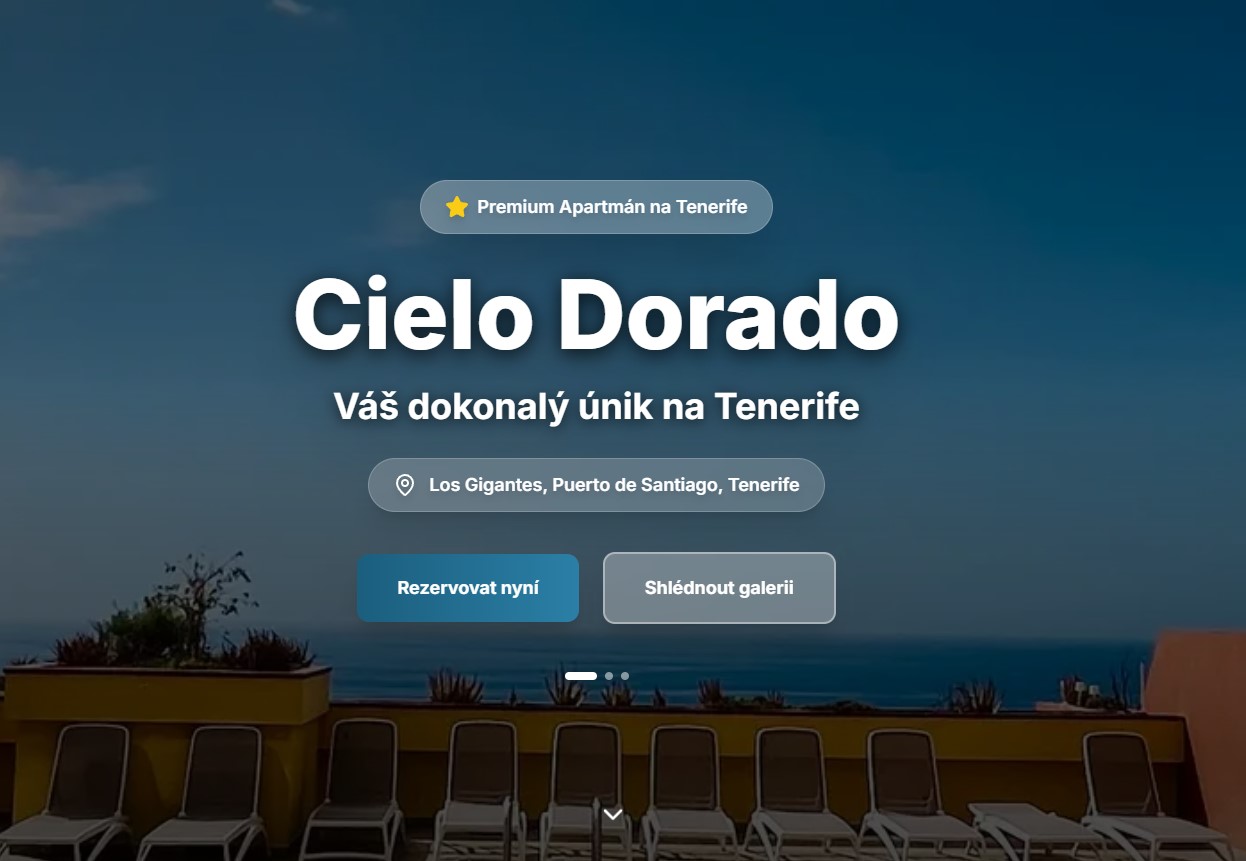 Premium Apartmán na Tenerife
Cielo Dorado
Váš dokonalý únik na Tenerife
Los Gigantes, Puerto de Santiago, Tenerife
Rezervovat nyní
Shlédnout galerii